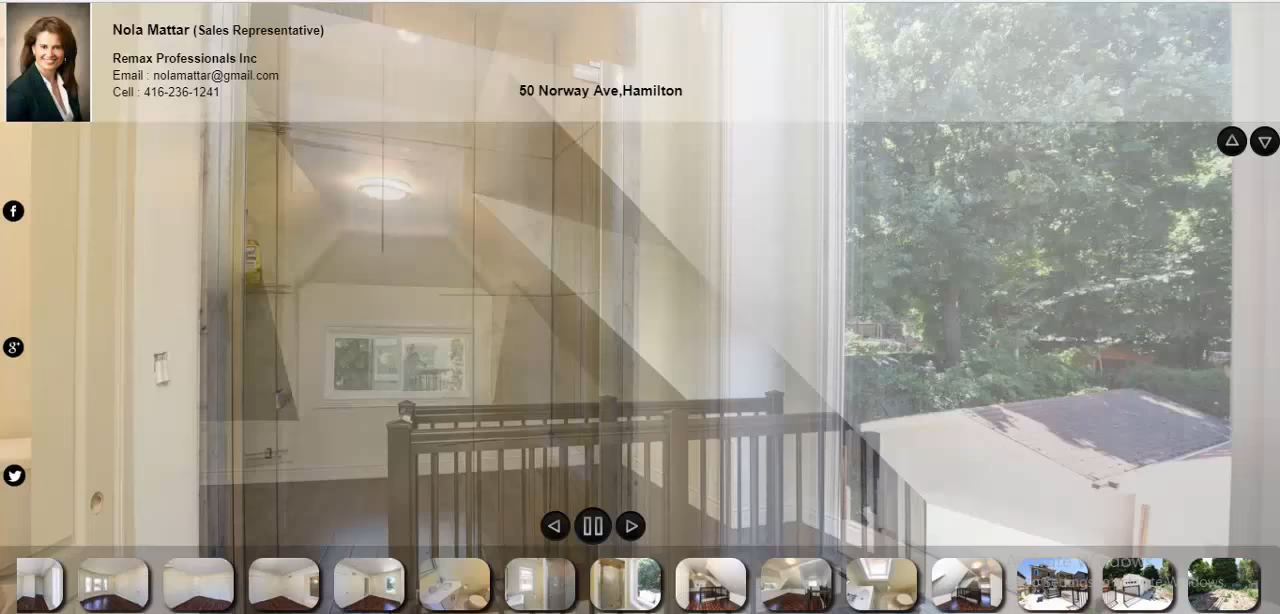 Nola Mattar (Sales Representative)
Remax Professionals Inc
Email : nolamattar@gmail.com
Cell : 416-236-1241
50 Norway Ave,Hamilton